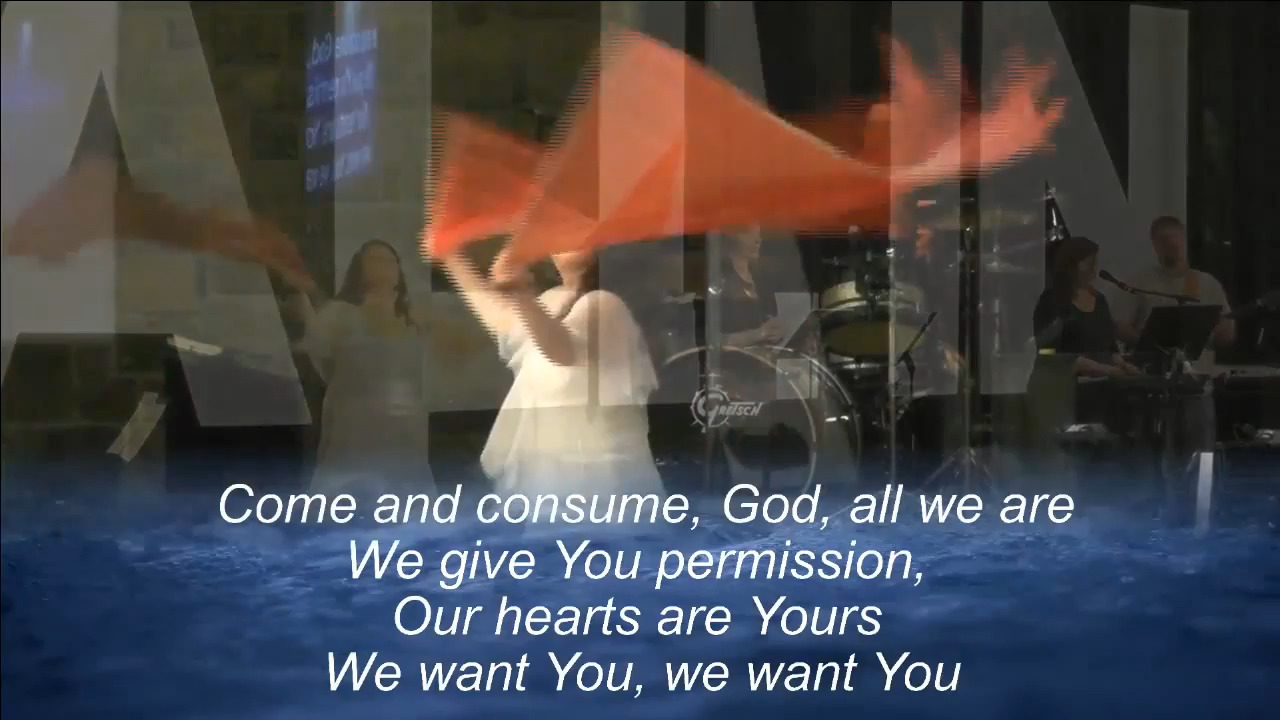 GRETSCH
Come and consume, God, all we are
We give You permission,
Our hearts are Yours
We want You, we want You